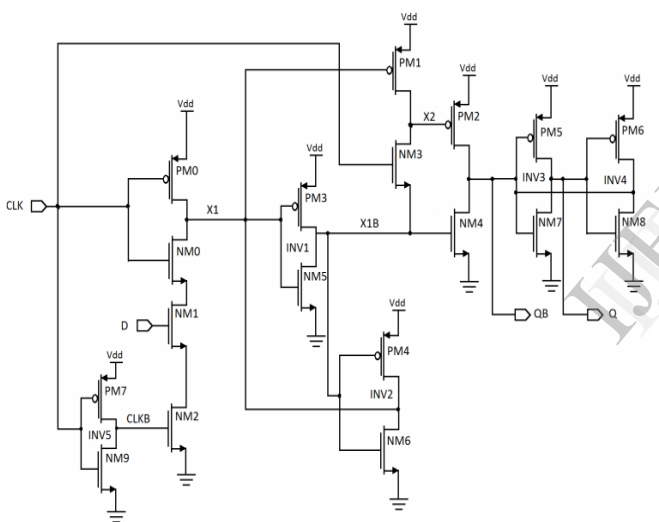 Vdd
PM1
Vdd
X2
PM2
Vdd
Vdd
PM5
PM6
Vdd
PM0
NM3
INV3
INV4
Vdd
CLK
X1
PM3
X1B
NM4
NM7
NM8
INV1
NM0
NM5
D
NM1
Vdd
QB
Q
Vdd
PM4
PM7
CLKB
NM2
INV2
INV5
NM6
NM9
IJE